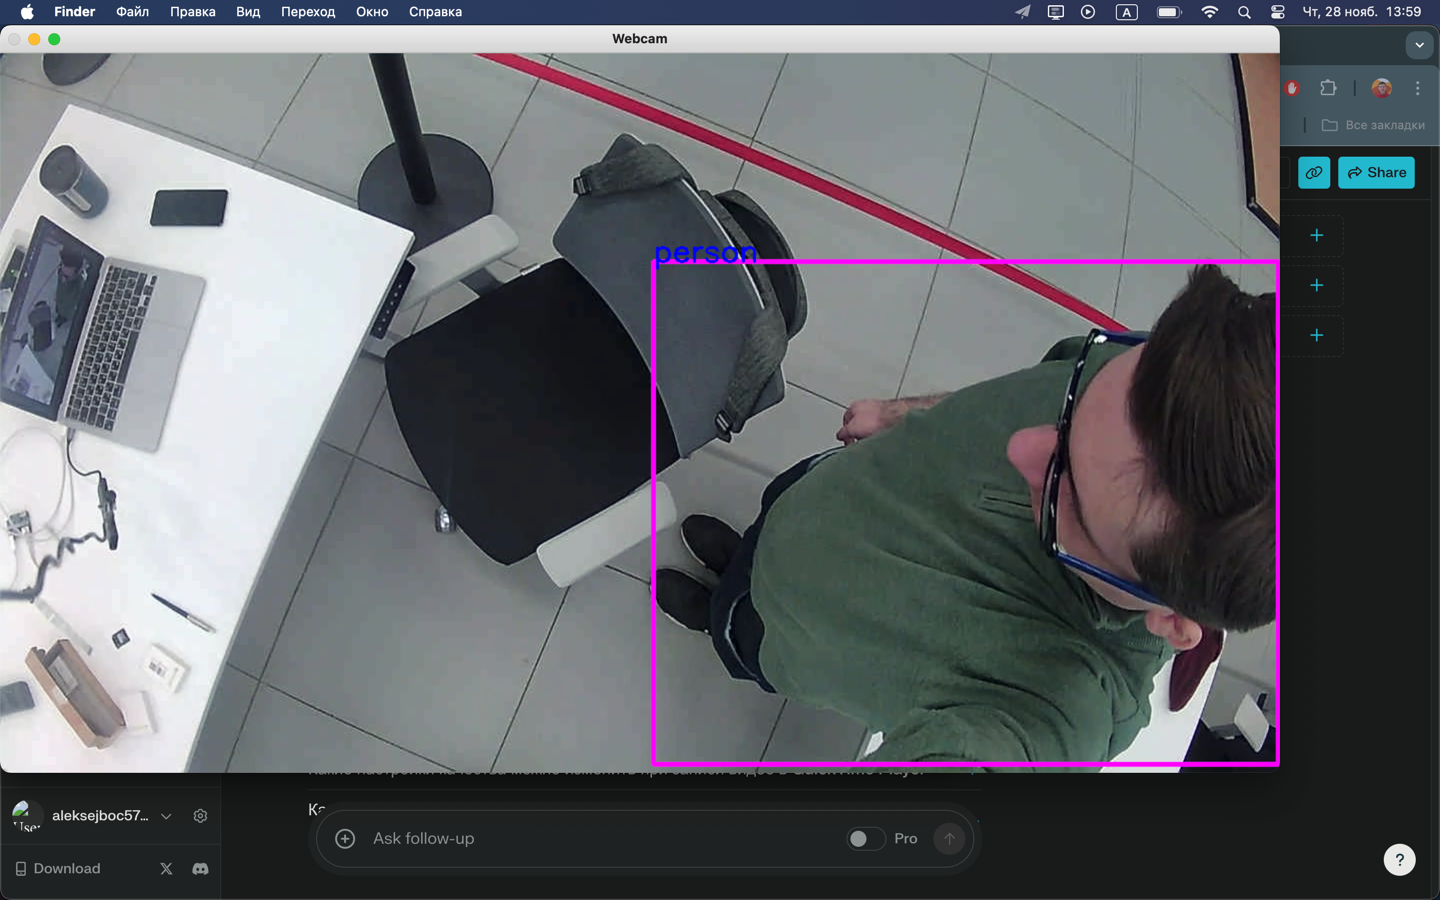 Finder Файл Правка Вид Переход Окно Справка A Чт, 28 нояб. 13:59
Webcam
Все закладки
Share
person
aleksejboc57...
Ask follow-up
Pro
Download
?